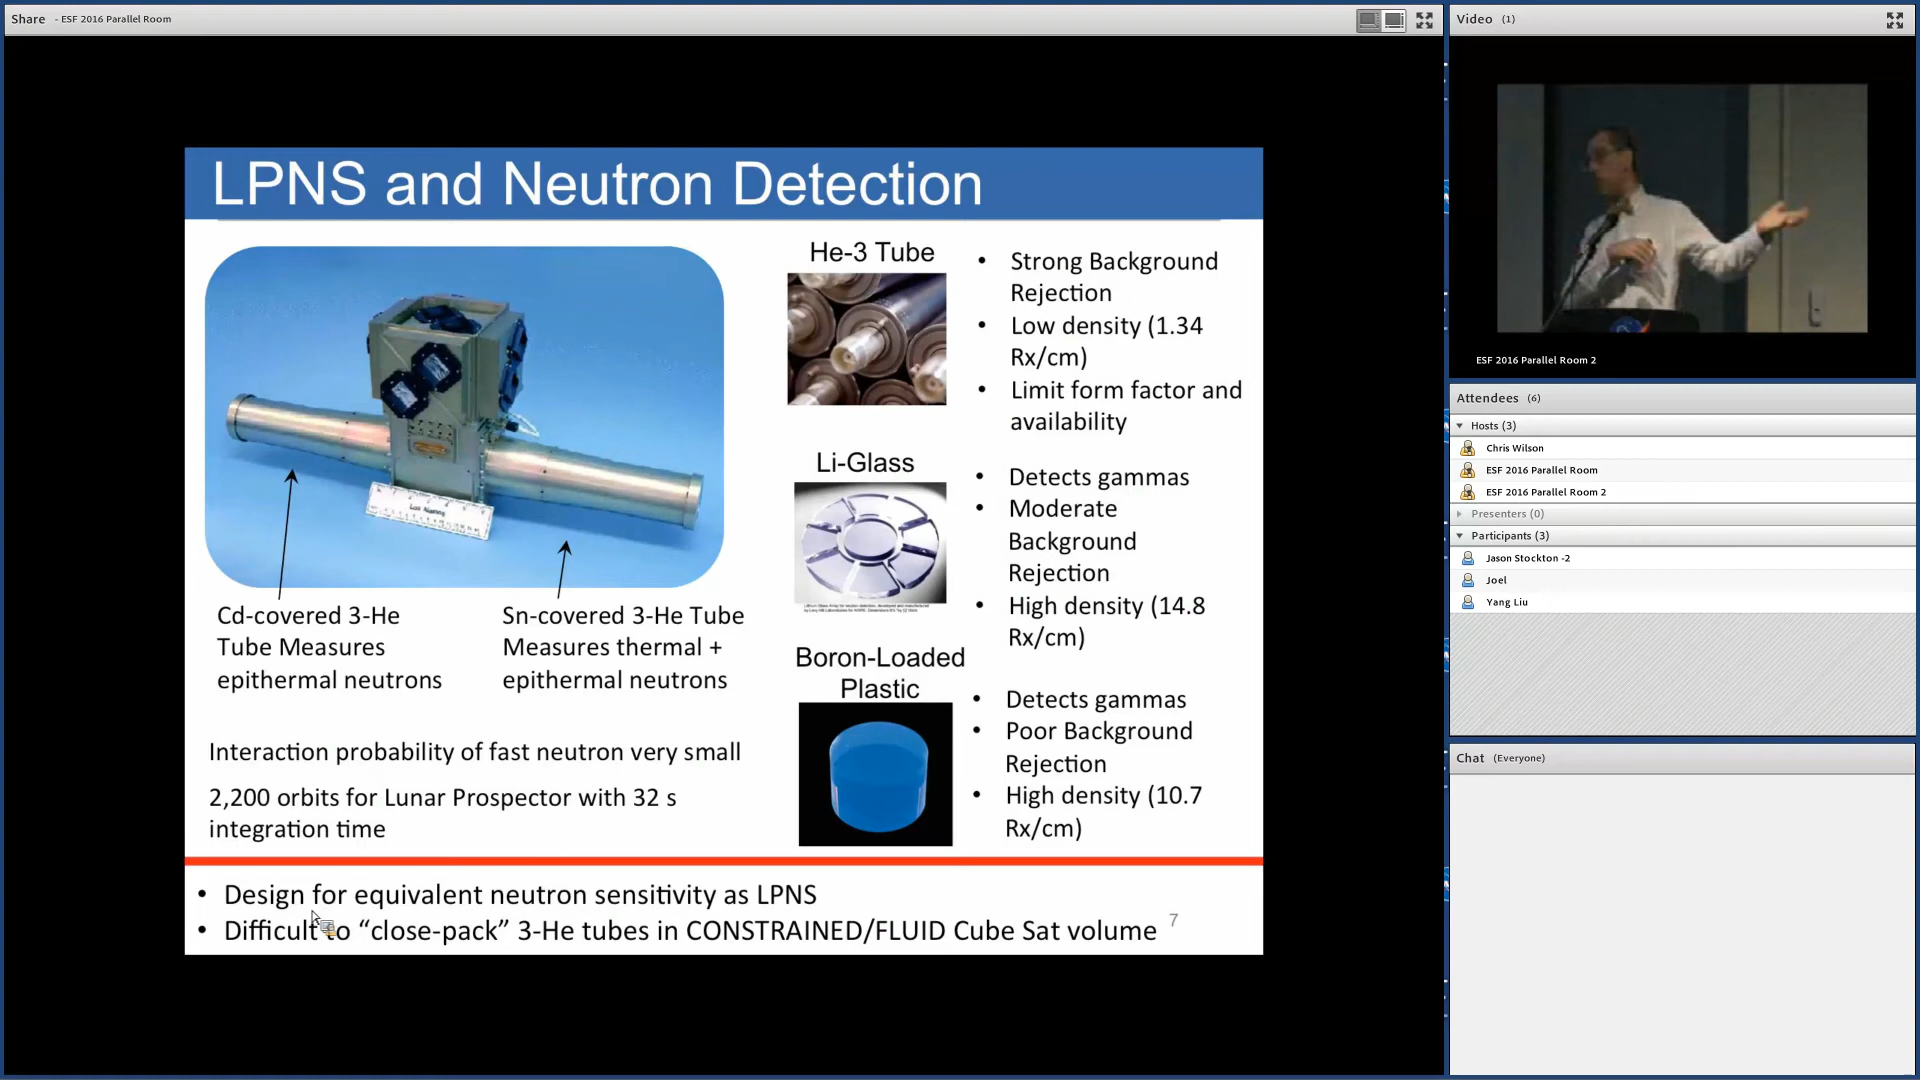 Share - ESF 2016 Parallel Room
LPNS and Neutron Detection
Los Alamos
Cd-covered 3-He
Tube Measures
epithermal neutrons
Sn-covered 3-He Tube
Measures thermal +
epithermal neutrons
Interaction probability of fast neutron very small
2,200 orbits for Lunar Prospector with 32 s
integration time
He-3 Tube
• Strong Background
Rejection
• Low density (1.34
Rx/cm)
• Limit form factor and
availability
Li-Glass
• Detects gammas
• Moderate
Background
Rejection
• High density (14.8
Rx/cm)
Boron-Loaded
Plastic
• Detects gammas
• Poor Background
Rejection
• High density (10.7
Rx/cm)
• Design for equivalent neutron sensitivity as LPNS
• Difficult to “close-pack” 3-He tubes in CONSTRAINED/FLUID Cube Sat volume
7
Video (1)
ESF 2016 Parallel Room 2
Attendees (6)
Hosts (3)
Chris Wilson
ESF 2016 Parallel Room
ESF 2016 Parallel Room 2
Presenters (0)
Participants (3)
Jason Stockton -2
Joel
Yang Liu
Chat (Everyone)